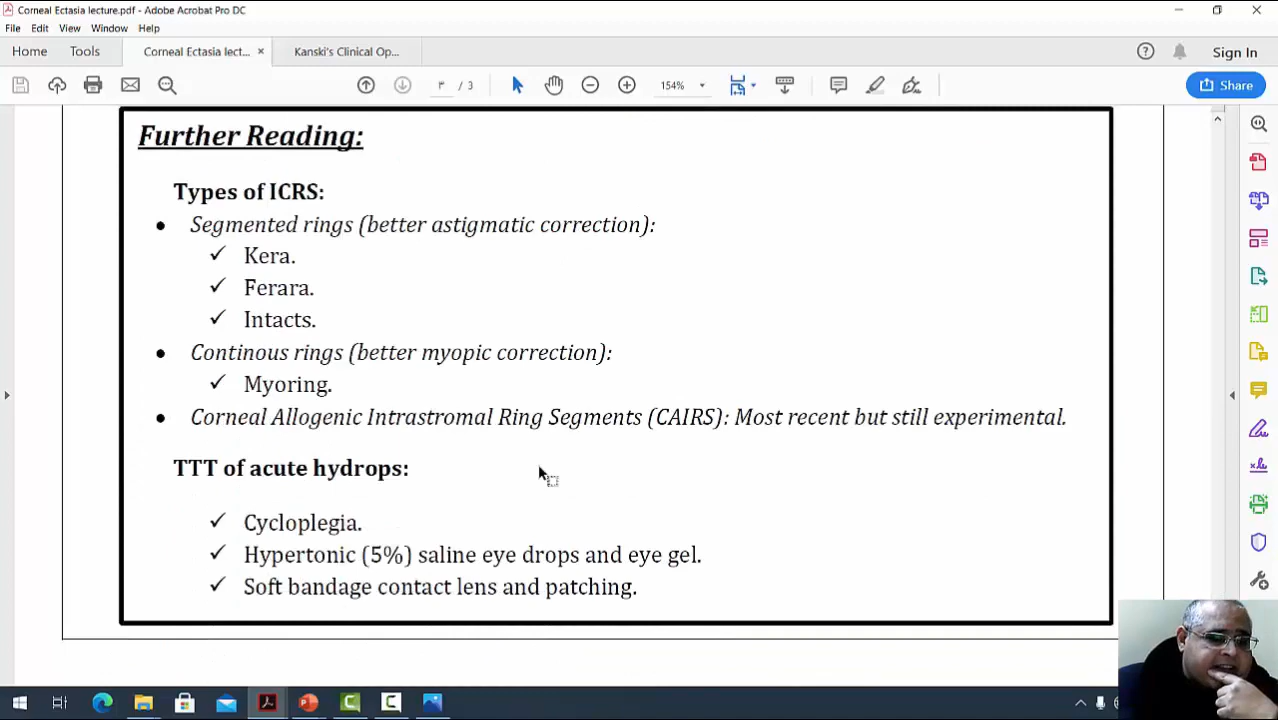 Corneal Ectasia lecture.pdf - Adobe Acrobat Pro DC
File Edit View Window Help
Home Tools Corneal Ectasia lect... × Kanski's Clinical Op... Sign In
٣ / 3 154% Share
Further Reading:
Types of ICRS:
• Segmented rings (better astigmatic correction):
✓ Kera.
✓ Ferara.
✓ Intacts.
• Continous rings (better myopic correction):
✓ Myoring.
• Corneal Allogenic Intrastromal Ring Segments (CAIRS): Most recent but still experimental.
TTT of acute hydrops:
✓ Cycloplegia.
✓ Hypertonic (5%) saline eye drops and eye gel.
✓ Soft bandage contact lens and patching.